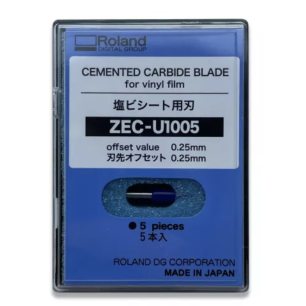 Roland
DIGITAL GROUP
CEMENTED CARBIDE BLADE
for vinyl film
塩ビシート用刃
ZEC-U1005
offset value 0.25mm
刃先オフセット 0.25mm
● 5 pieces
5本入
ROLAND DG CORPORATION
MADE IN JAPAN